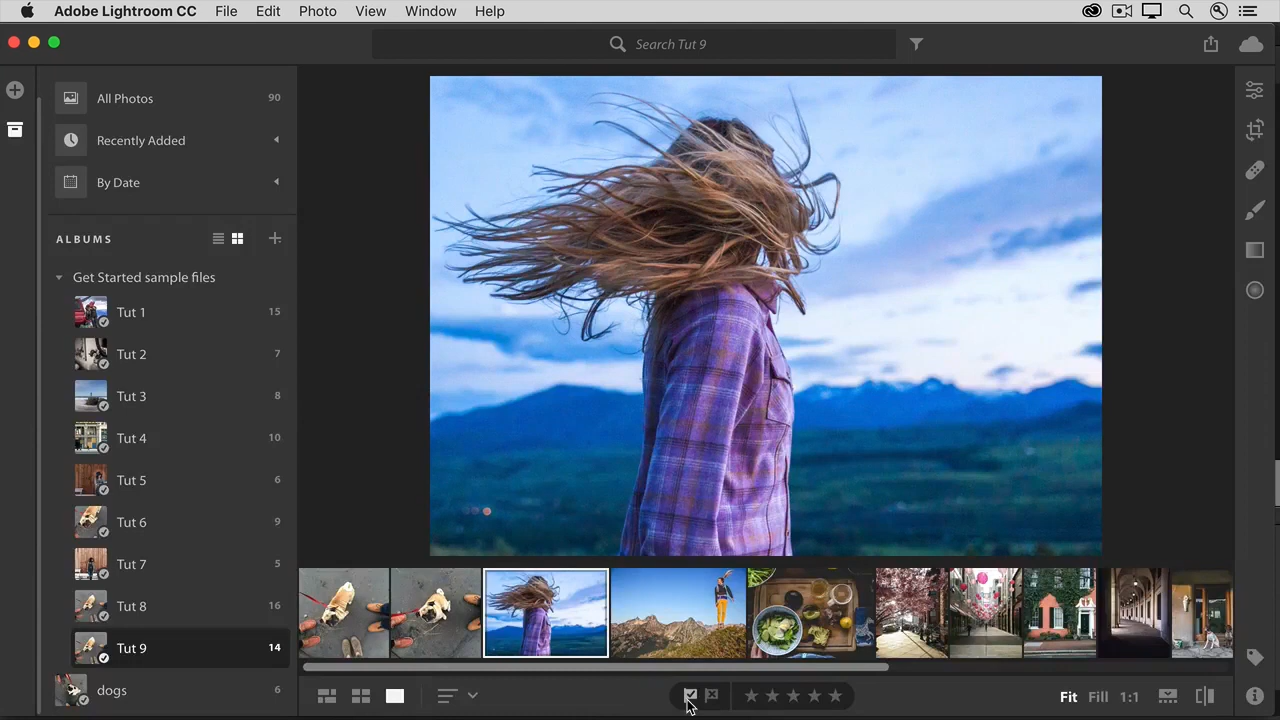 Adobe Lightroom CC File Edit Photo View Window Help
Search Tut 9
All Photos 90
Recently Added
By Date
ALBUMS
Get Started sample files
Tut 1 15
Tut 2 7
Tut 3 8
Tut 4 10
Tut 5 6
Tut 6 9
Tut 7 5
Tut 8 16
Tut 9 14
dogs 6
Fit Fill 1:1